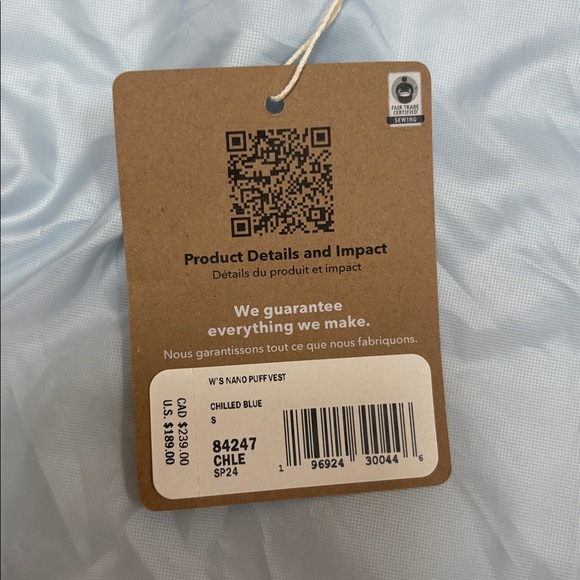 FAIR TRADE
CERTIFIED
SEWING
Product Details and Impact
Détails du produit et impact
We guarantee
everything we make.
Nous garantissons tout ce que nous fabriquons.
W'S NANO PUFF VEST
CHILLED BLUE
S
84247
CHLE
SP24
CAD $239.00
U.S. $189.00
1 96924 30044 6